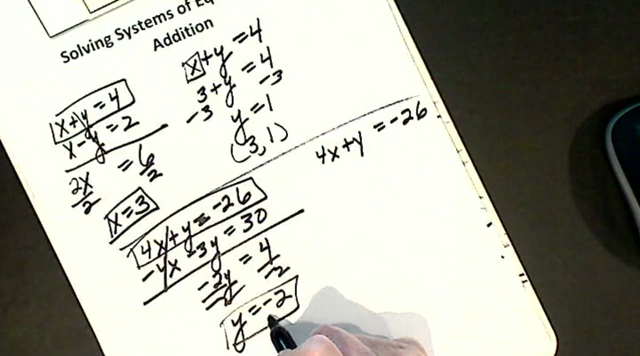 Solving Systems of Eq
Addition
x+y=4
x-y=2
2x/2 = 6/2
x=3
x+y=4
3+y=4
-3 -3
y=1
(3,1)
4x+y=-26
-4x-3y=30
-2y/-2 = 4/-2
y=-2
4x+y=-26